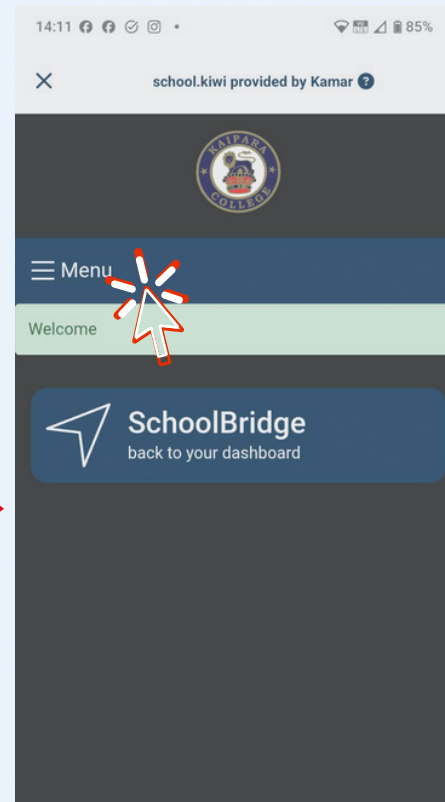 14:11
85%
school.kiwi provided by Kamar ?
KAIPARA
COLLEGE
Menu
Welcome
SchoolBridge
back to your dashboard